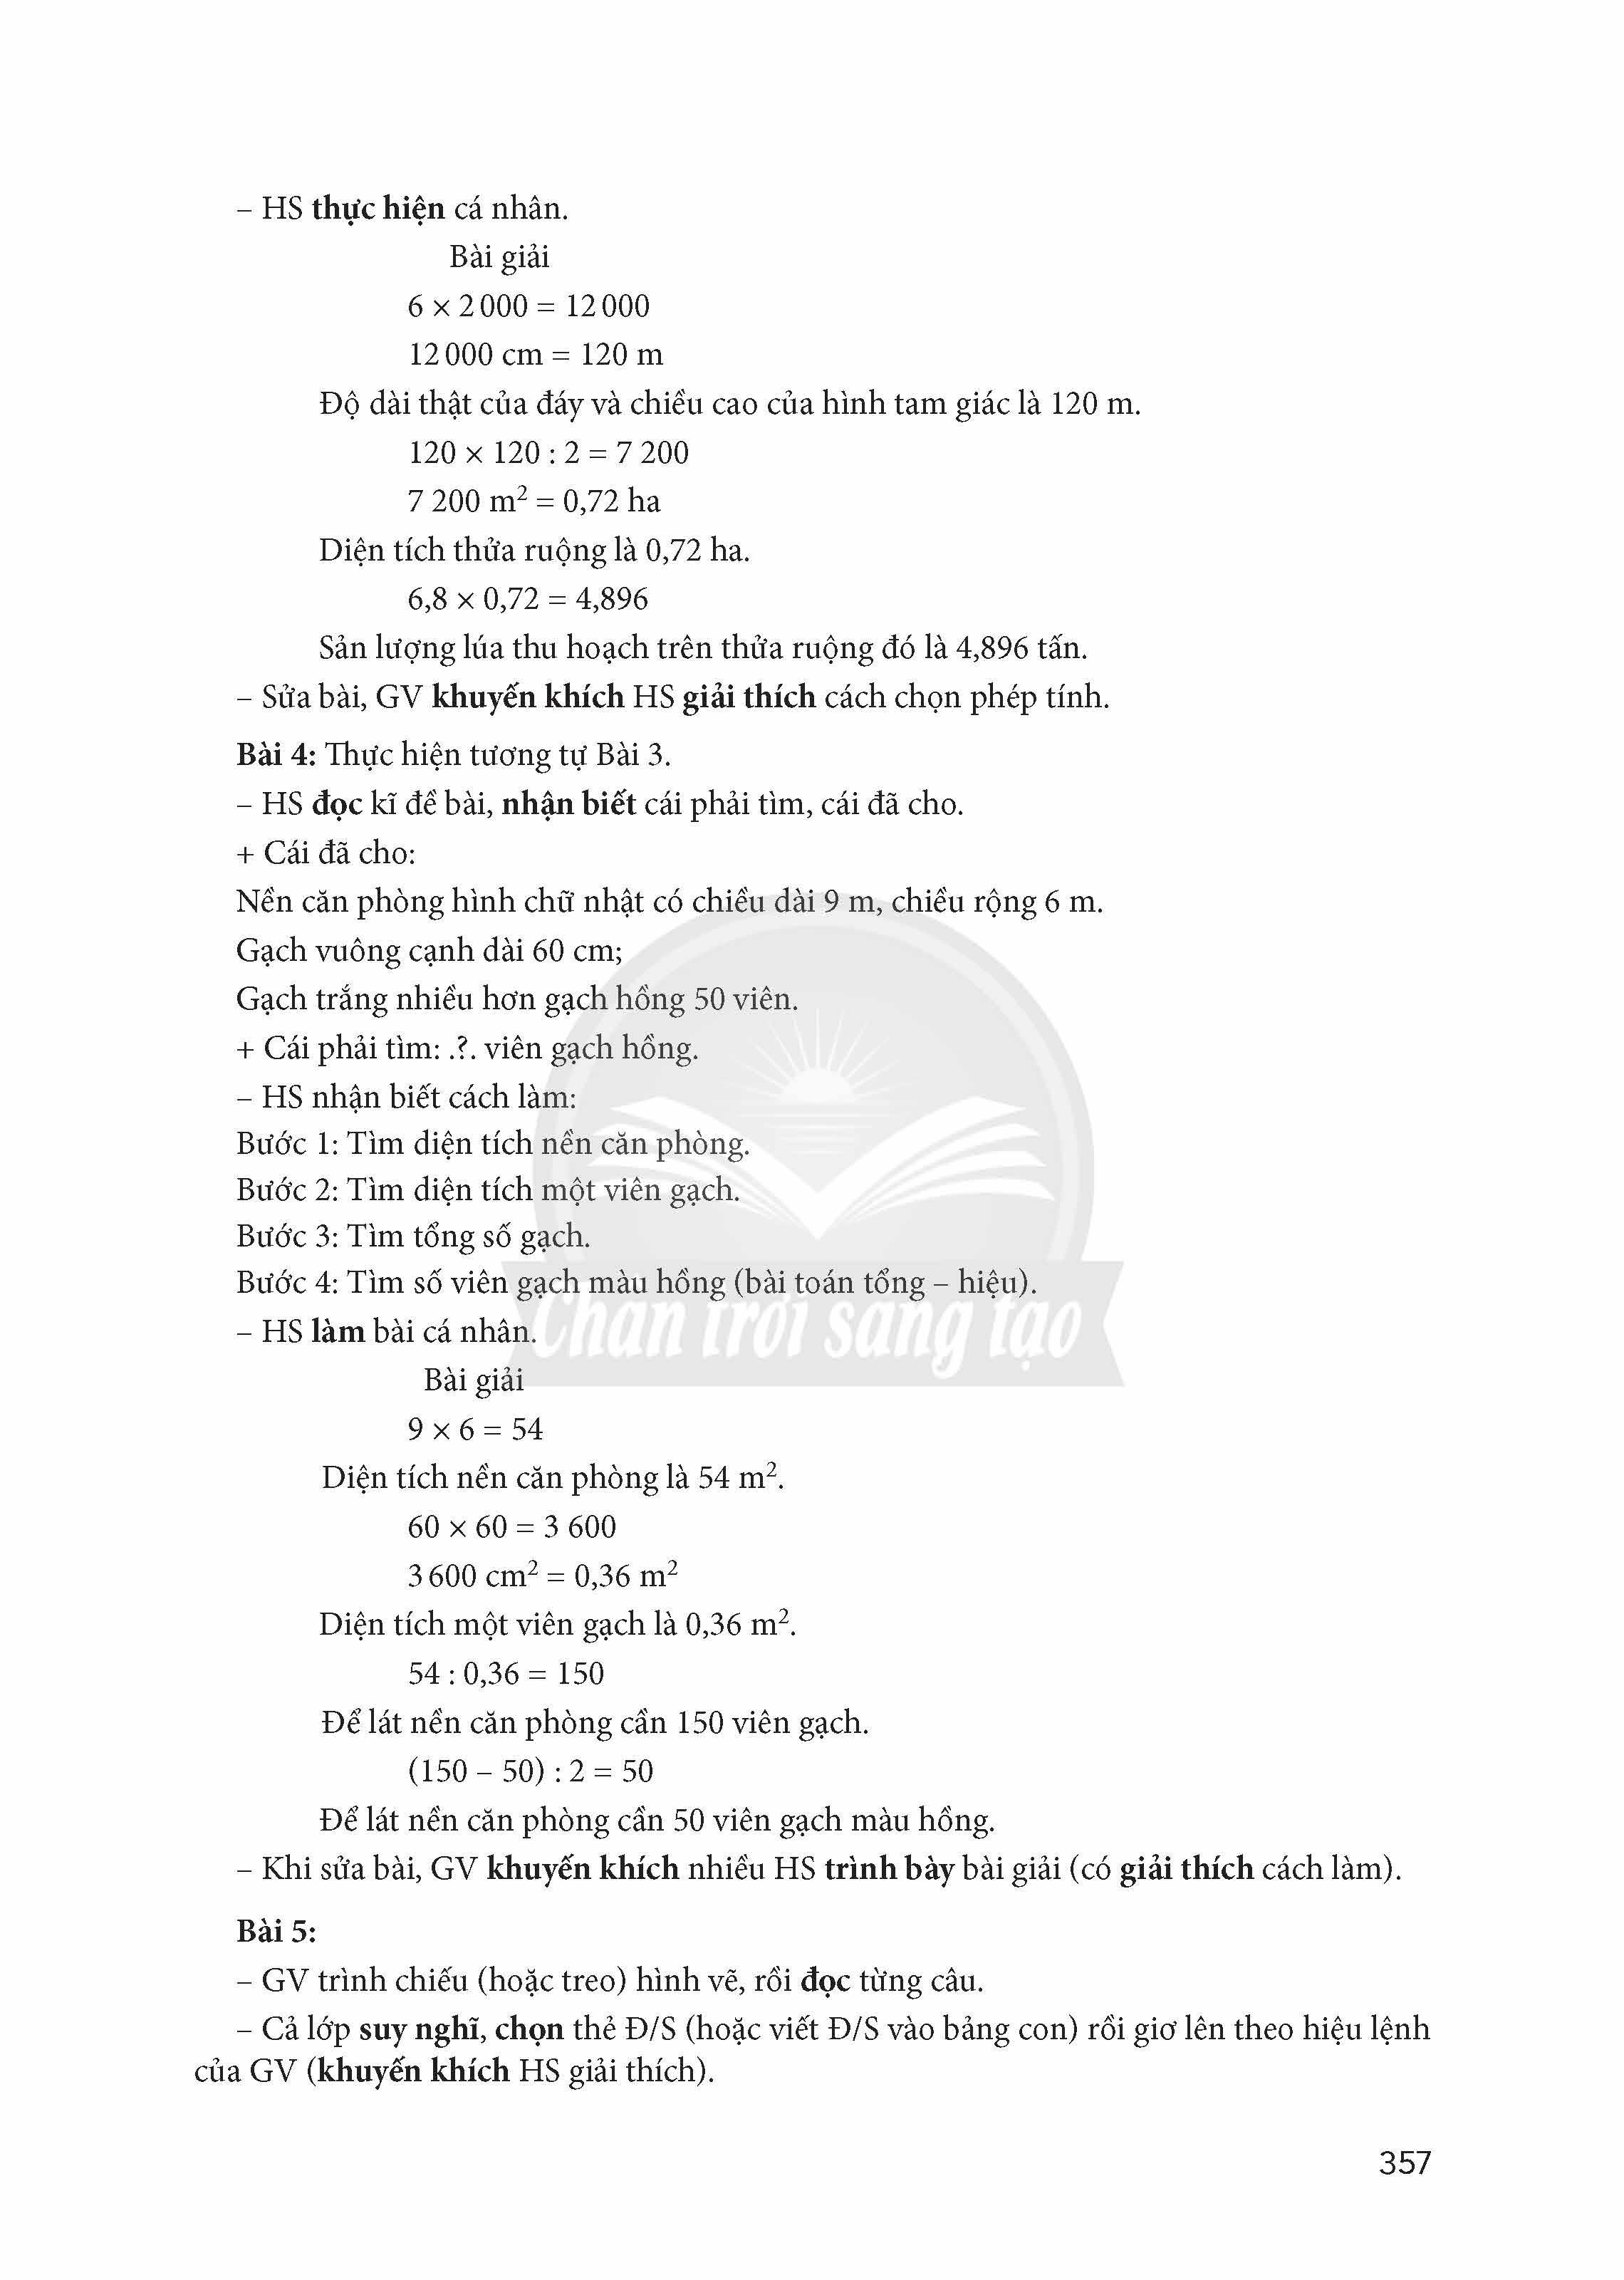 – HS thực hiện cá nhân.
Bài giải
6 × 2 000 = 12 000
12 000 cm = 120 m
Độ dài thật của đáy và chiều cao của hình tam giác là 120 m.
120 × 120 : 2 = 7 200
7 200 m² = 0,72 ha
Diện tích thửa ruộng là 0,72 ha.
6,8 × 0,72 = 4,896
Sản lượng lúa thu hoạch trên thửa ruộng đó là 4,896 tấn.
– Sửa bài, GV khuyến khích HS giải thích cách chọn phép tính.
Bài 4: Thực hiện tương tự Bài 3.
– HS đọc kĩ đề bài, nhận biết cái phải tìm, cái đã cho.
+ Cái đã cho:
Nền căn phòng hình chữ nhật có chiều dài 9 m, chiều rộng 6 m.
Gạch vuông cạnh dài 60 cm;
Gạch trắng nhiều hơn gạch hồng 50 viên.
+ Cái phải tìm: .?. viên gạch hồng.
– HS nhận biết cách làm:
Bước 1: Tìm diện tích nền căn phòng.
Bước 2: Tìm diện tích một viên gạch.
Bước 3: Tìm tổng số gạch.
Bước 4: Tìm số viên gạch màu hồng (bài toán tổng – hiệu).
Chân trời sáng tạo
– HS làm bài cá nhân.
Bài giải
9 × 6 = 54
Diện tích nền căn phòng là 54 m².
60 × 60 = 3 600
3 600 cm² = 0,36 m²
Diện tích một viên gạch là 0,36 m².
54 : 0,36 = 150
Để lát nền căn phòng cần 150 viên gạch.
(150 – 50) : 2 = 50
Để lát nền căn phòng cần 50 viên gạch màu hồng.
– Khi sửa bài, GV khuyến khích nhiều HS trình bày bài giải (có giải thích cách làm).
Bài 5:
– GV trình chiếu (hoặc treo) hình vẽ, rồi đọc từng câu.
– Cả lớp suy nghĩ, chọn thẻ Đ/S (hoặc viết Đ/S vào bảng con) rồi giơ lên theo hiệu lệnh
của GV (khuyến khích HS giải thích).
357